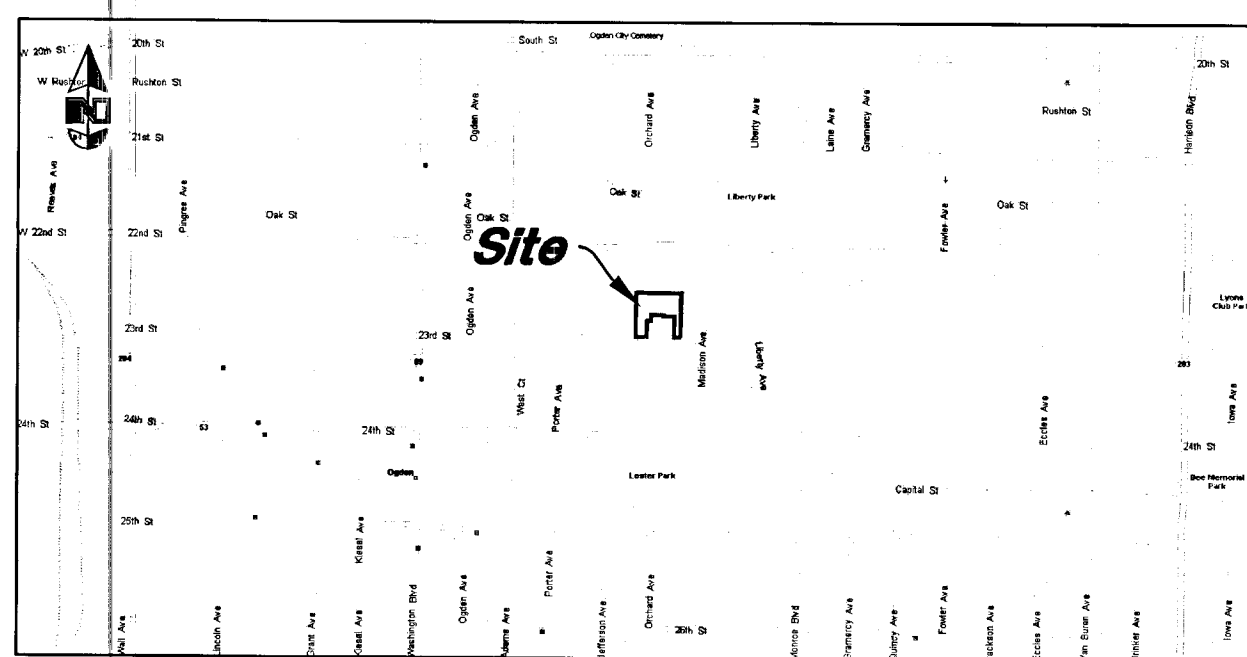 South St
Ogden City Cemetery
W 20th St
20th St
20th St
Rushton St
Rushton St
N
21st St
Ogden Ave
Orchard Ave
Liberty Ave
Laine Ave
Gramercy Ave
Harrison Blvd
Reeves Ave
Pingree Ave
Oak St
Ogden Ave
Oak St
Oak St
Liberty Park
Fowler Ave
Oak St
W 22nd St
22nd St
Site
Ogden Ave
Lyons
Club Park
23rd St
23rd St
204
89
Madison Ave
Liberty Ave
203
West Ct
Porter Ave
Eccles Ave
Iowa Ave
24th St
24th St
53
24th St
24th St
Ogden
Lester Park
Capital St
Bee Memorial
Park
25th St
Kiesel Ave
Porter Ave
Wall Ave
Lincoln Ave
Grant Ave
Kiesel Ave
Washington Blvd
Ogden Ave
Adams Ave
Jefferson Ave
Orchard Ave
26th St
Monroe Blvd
Gramercy Ave
Quincy Ave
Fowler Ave
Jackson Ave
Eccles Ave
Van Buren Ave
Ave
Iowa Ave